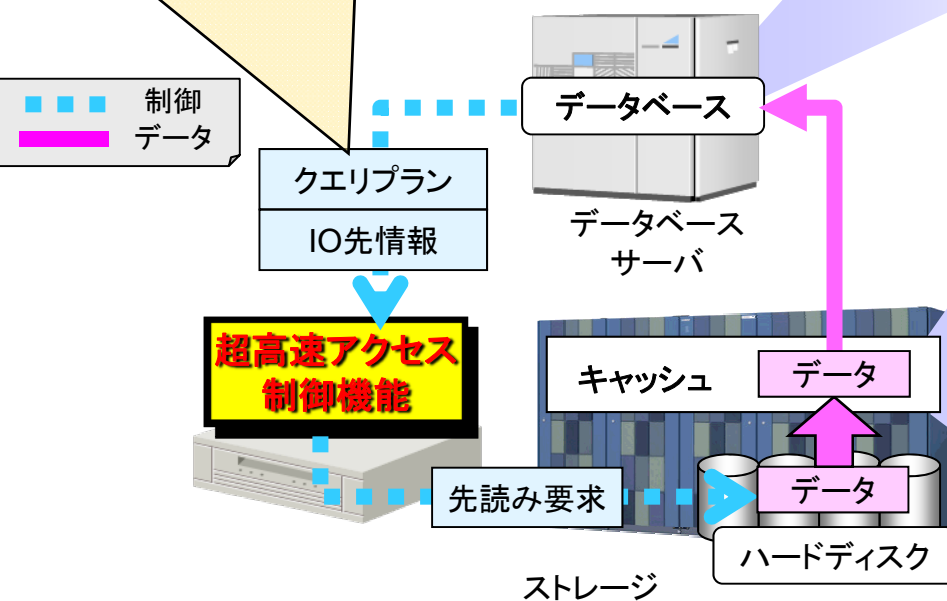 制御
データ
データベース
クエリプラン
IO先情報
データベース
サーバ
超高速アクセス
制御機能
キャッシュ
データ
先読み要求
データ
ハードディスク
ストレージ